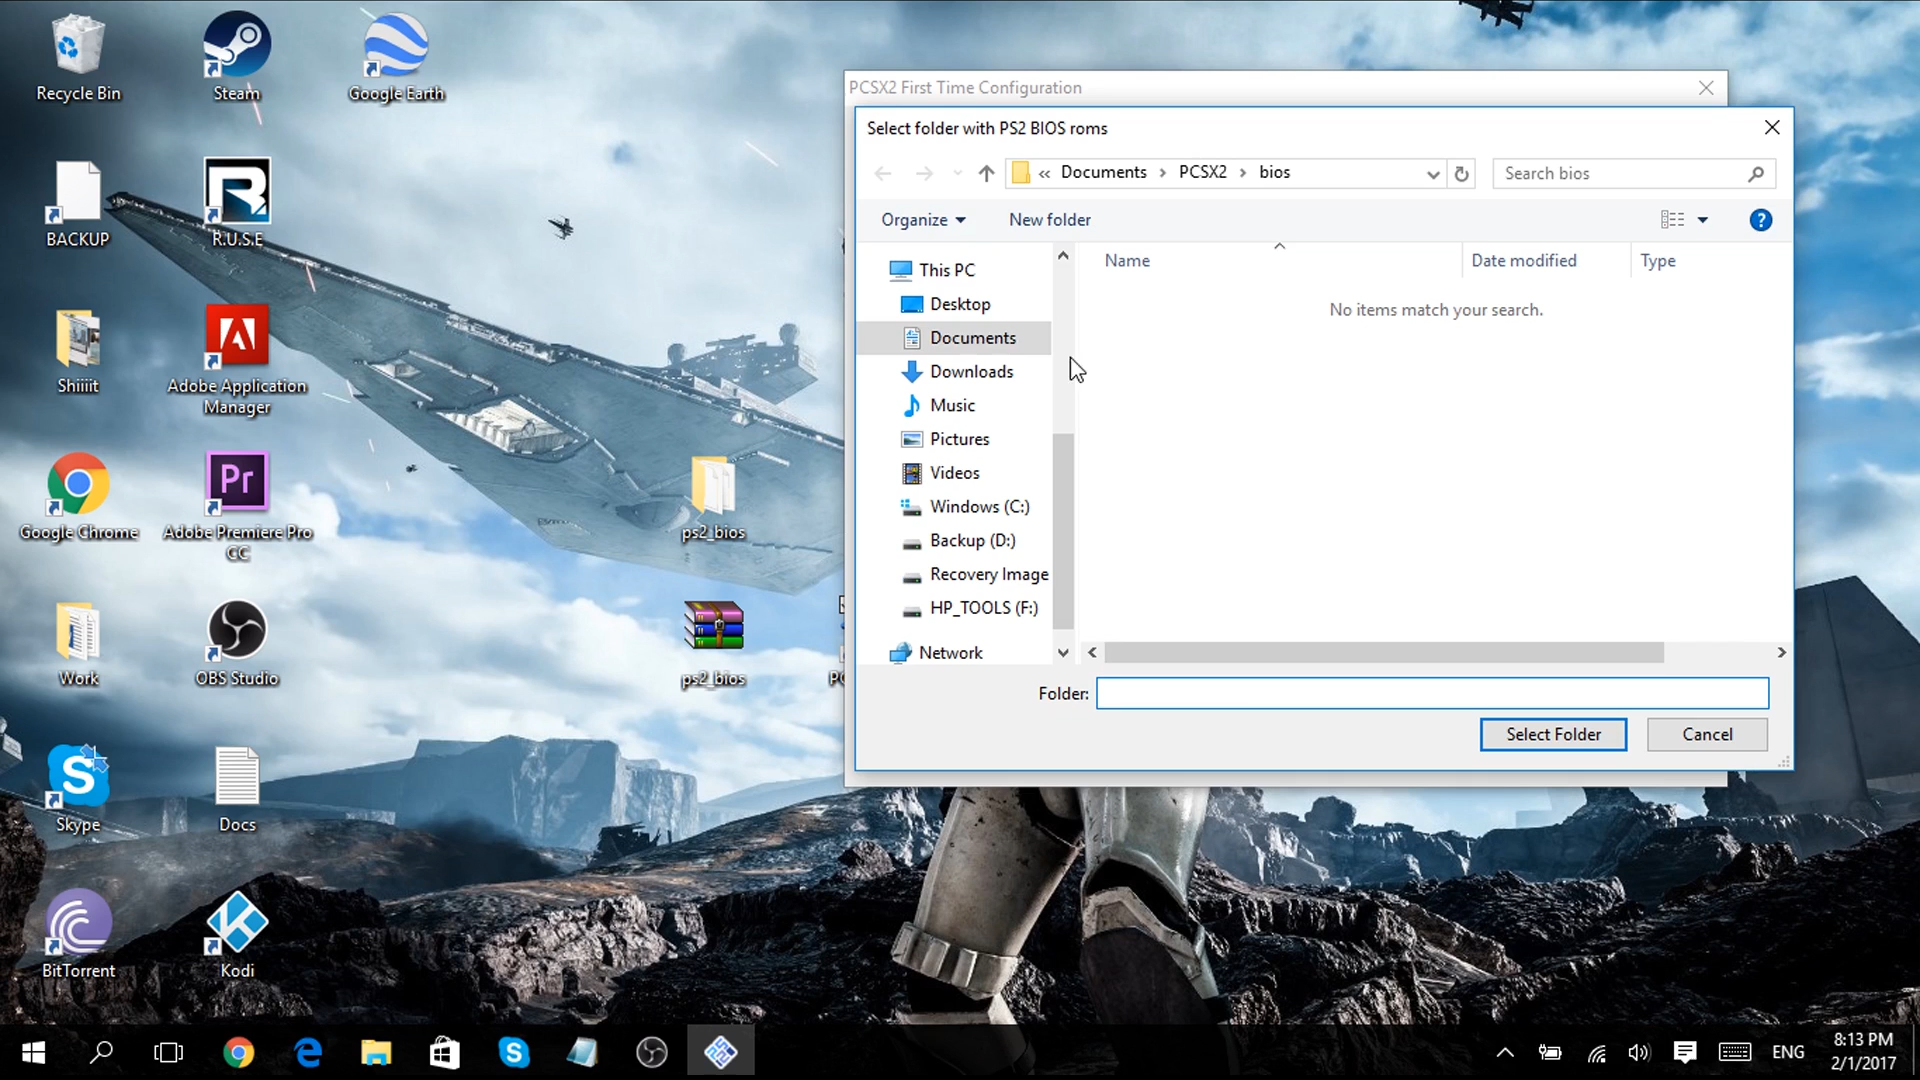 Recycle Bin
Steam
Google Earth
BACKUP
R.U.S.E
Shiiiit
Adobe Application
Manager
Google Chrome
Pr
Adobe Premiere Pro
CC
ps2_bios
Work
OBS Studio
ps2_bios
Skype
Docs
BitTorrent
Kodi
PCSX2 First Time Configuration
Select folder with PS2 BIOS roms
« Documents > PCSX2 > bios
Search bios
Organize
New folder
Name
Date modified
Type
No items match your search.
This PC
Desktop
Documents
Downloads
Music
Pictures
Videos
Windows (C:)
Backup (D:)
Recovery Image
HP_TOOLS (F:)
Network
Folder:
Select Folder
Cancel
ENG
8:13 PM
2/1/2017